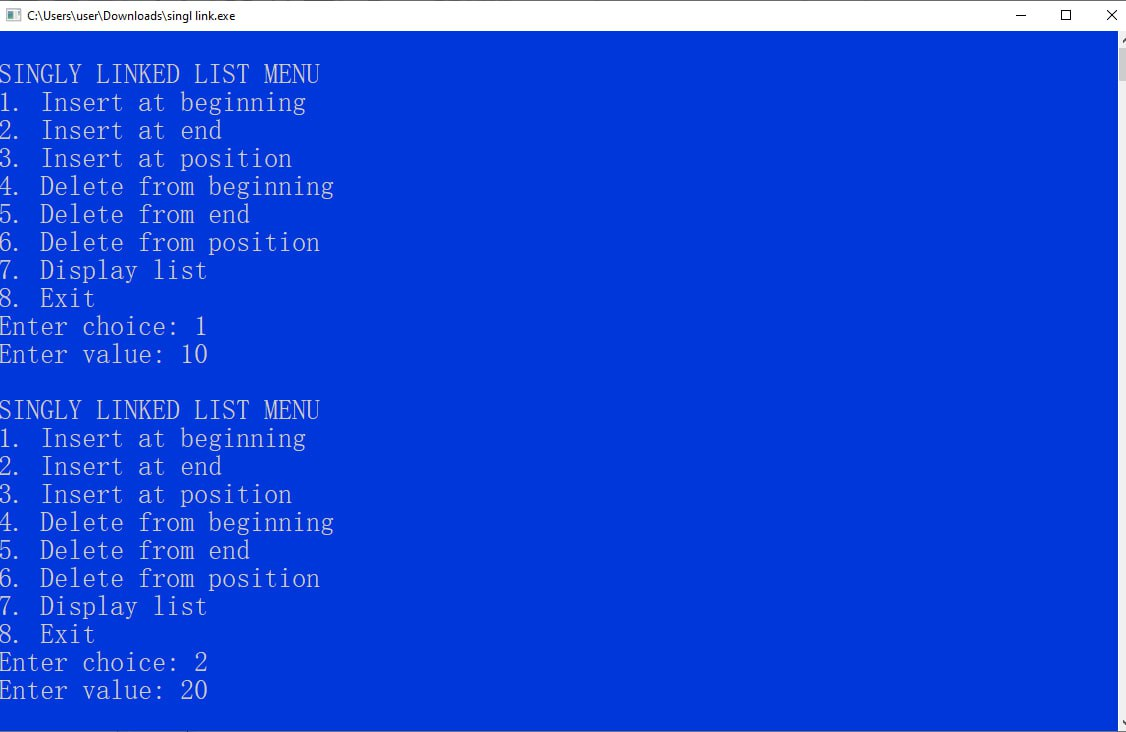 C:\Users\user\Downloads\singl link.exe
SINGLY LINKED LIST MENU
1. Insert at beginning
2. Insert at end
3. Insert at position
4. Delete from beginning
5. Delete from end
6. Delete from position
7. Display list
8. Exit
Enter choice: 1
Enter value: 10
SINGLY LINKED LIST MENU
1. Insert at beginning
2. Insert at end
3. Insert at position
4. Delete from beginning
5. Delete from end
6. Delete from position
7. Display list
8. Exit
Enter choice: 2
Enter value: 20